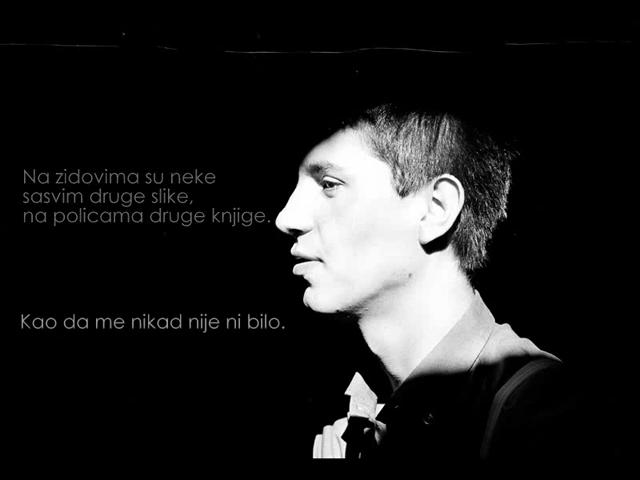 Na zidovima su neke
sasvim druge slike,
na policama druge knjige.
Kao da me nikad nije ni bilo.